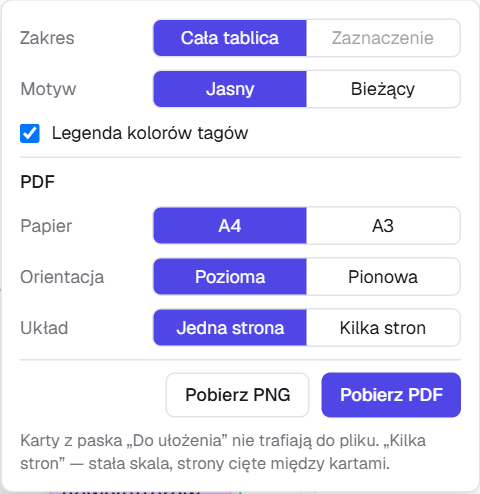 Zakres Cała tablica Zaznaczenie
Motyw Jasny Bieżący
Legenda kolorów tagów
PDF
Papier A4 A3
Orientacja Pozioma Pionowa
Układ Jedna strona Kilka stron
Pobierz PNG Pobierz PDF
Karty z paska „Do ułożenia” nie trafiają do pliku. „Kilka
stron” — stała skala, strony cięte między kartami.